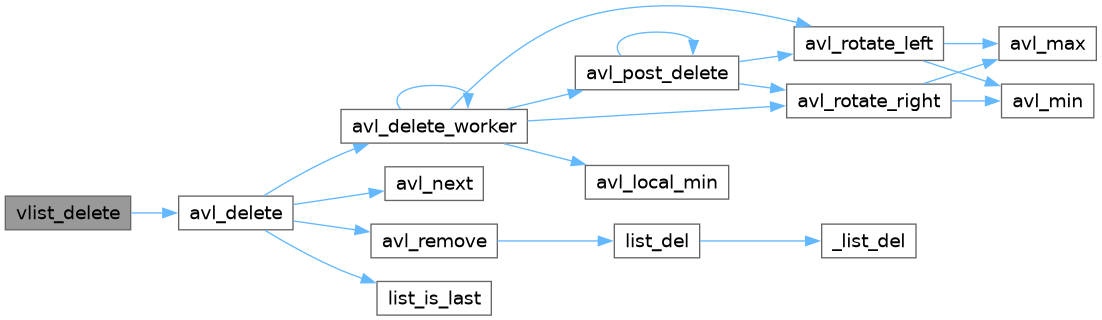 vlist_delete
avl_delete
avl_delete_worker
avl_next
avl_remove
list_is_last
avl_post_delete
avl_local_min
list_del
avl_rotate_left
avl_rotate_right
_list_del
avl_max
avl_min